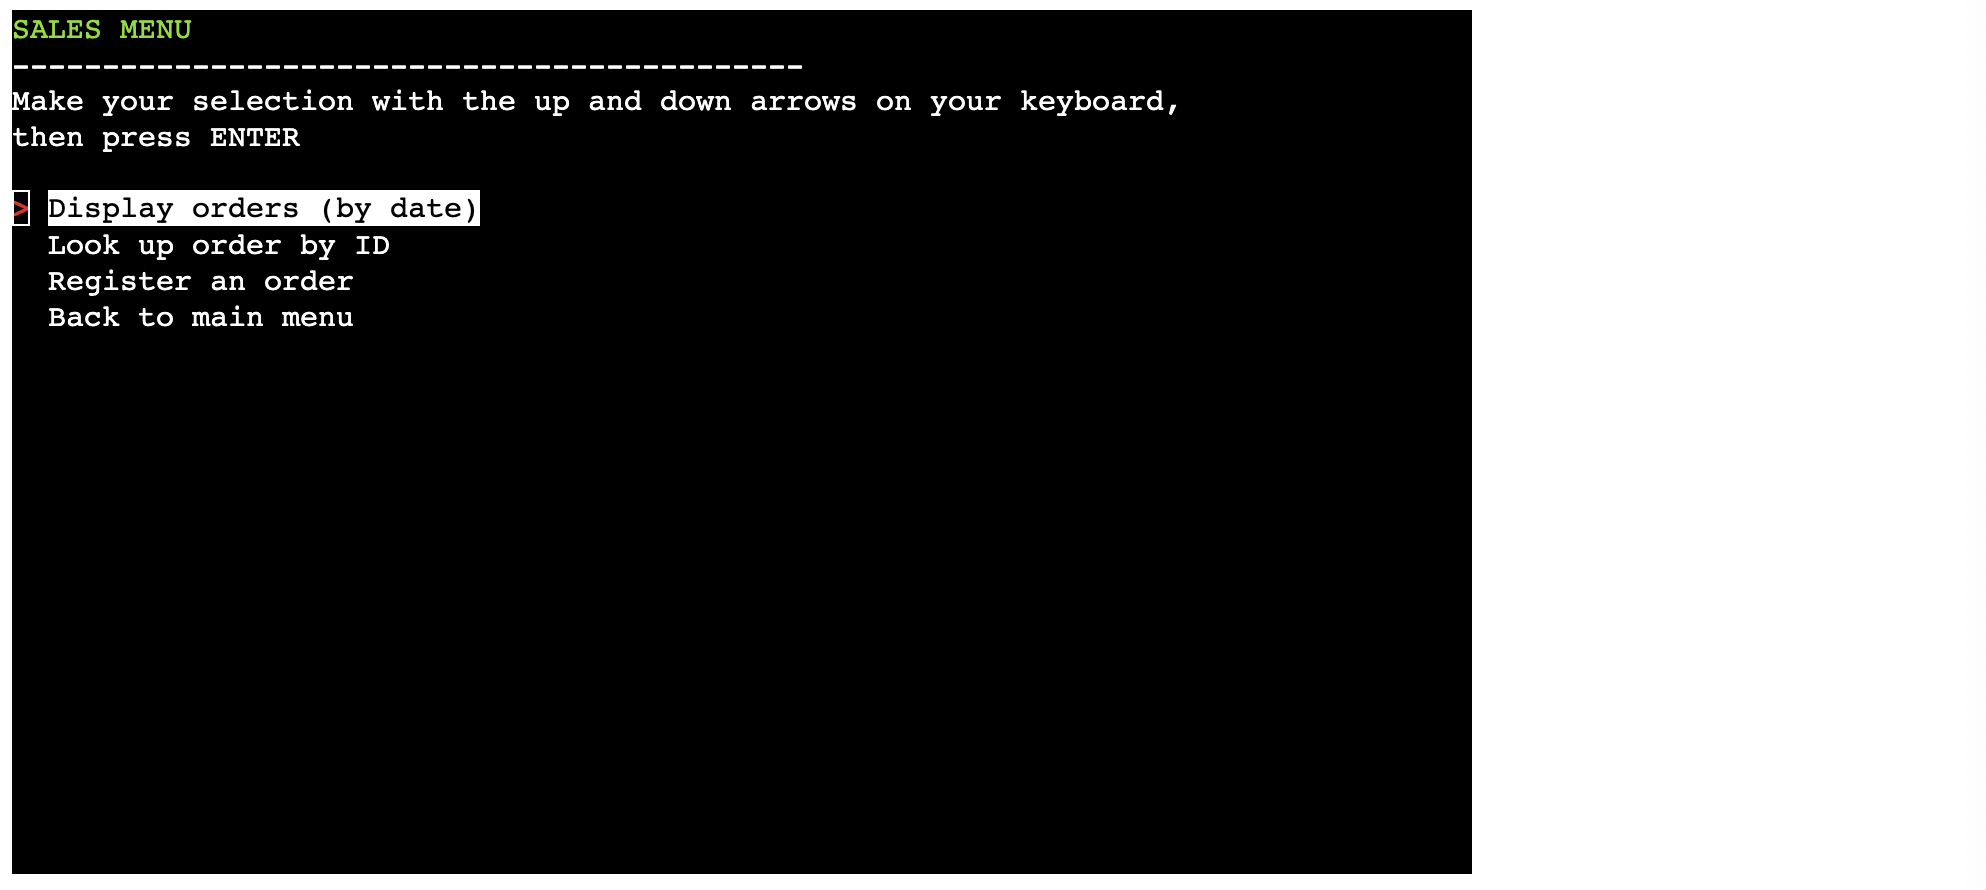 SALES MENU
--------------------------------------------
Make your selection with the up and down arrows on your keyboard,
then press ENTER
> Display orders (by date)
Look up order by ID
Register an order
Back to main menu